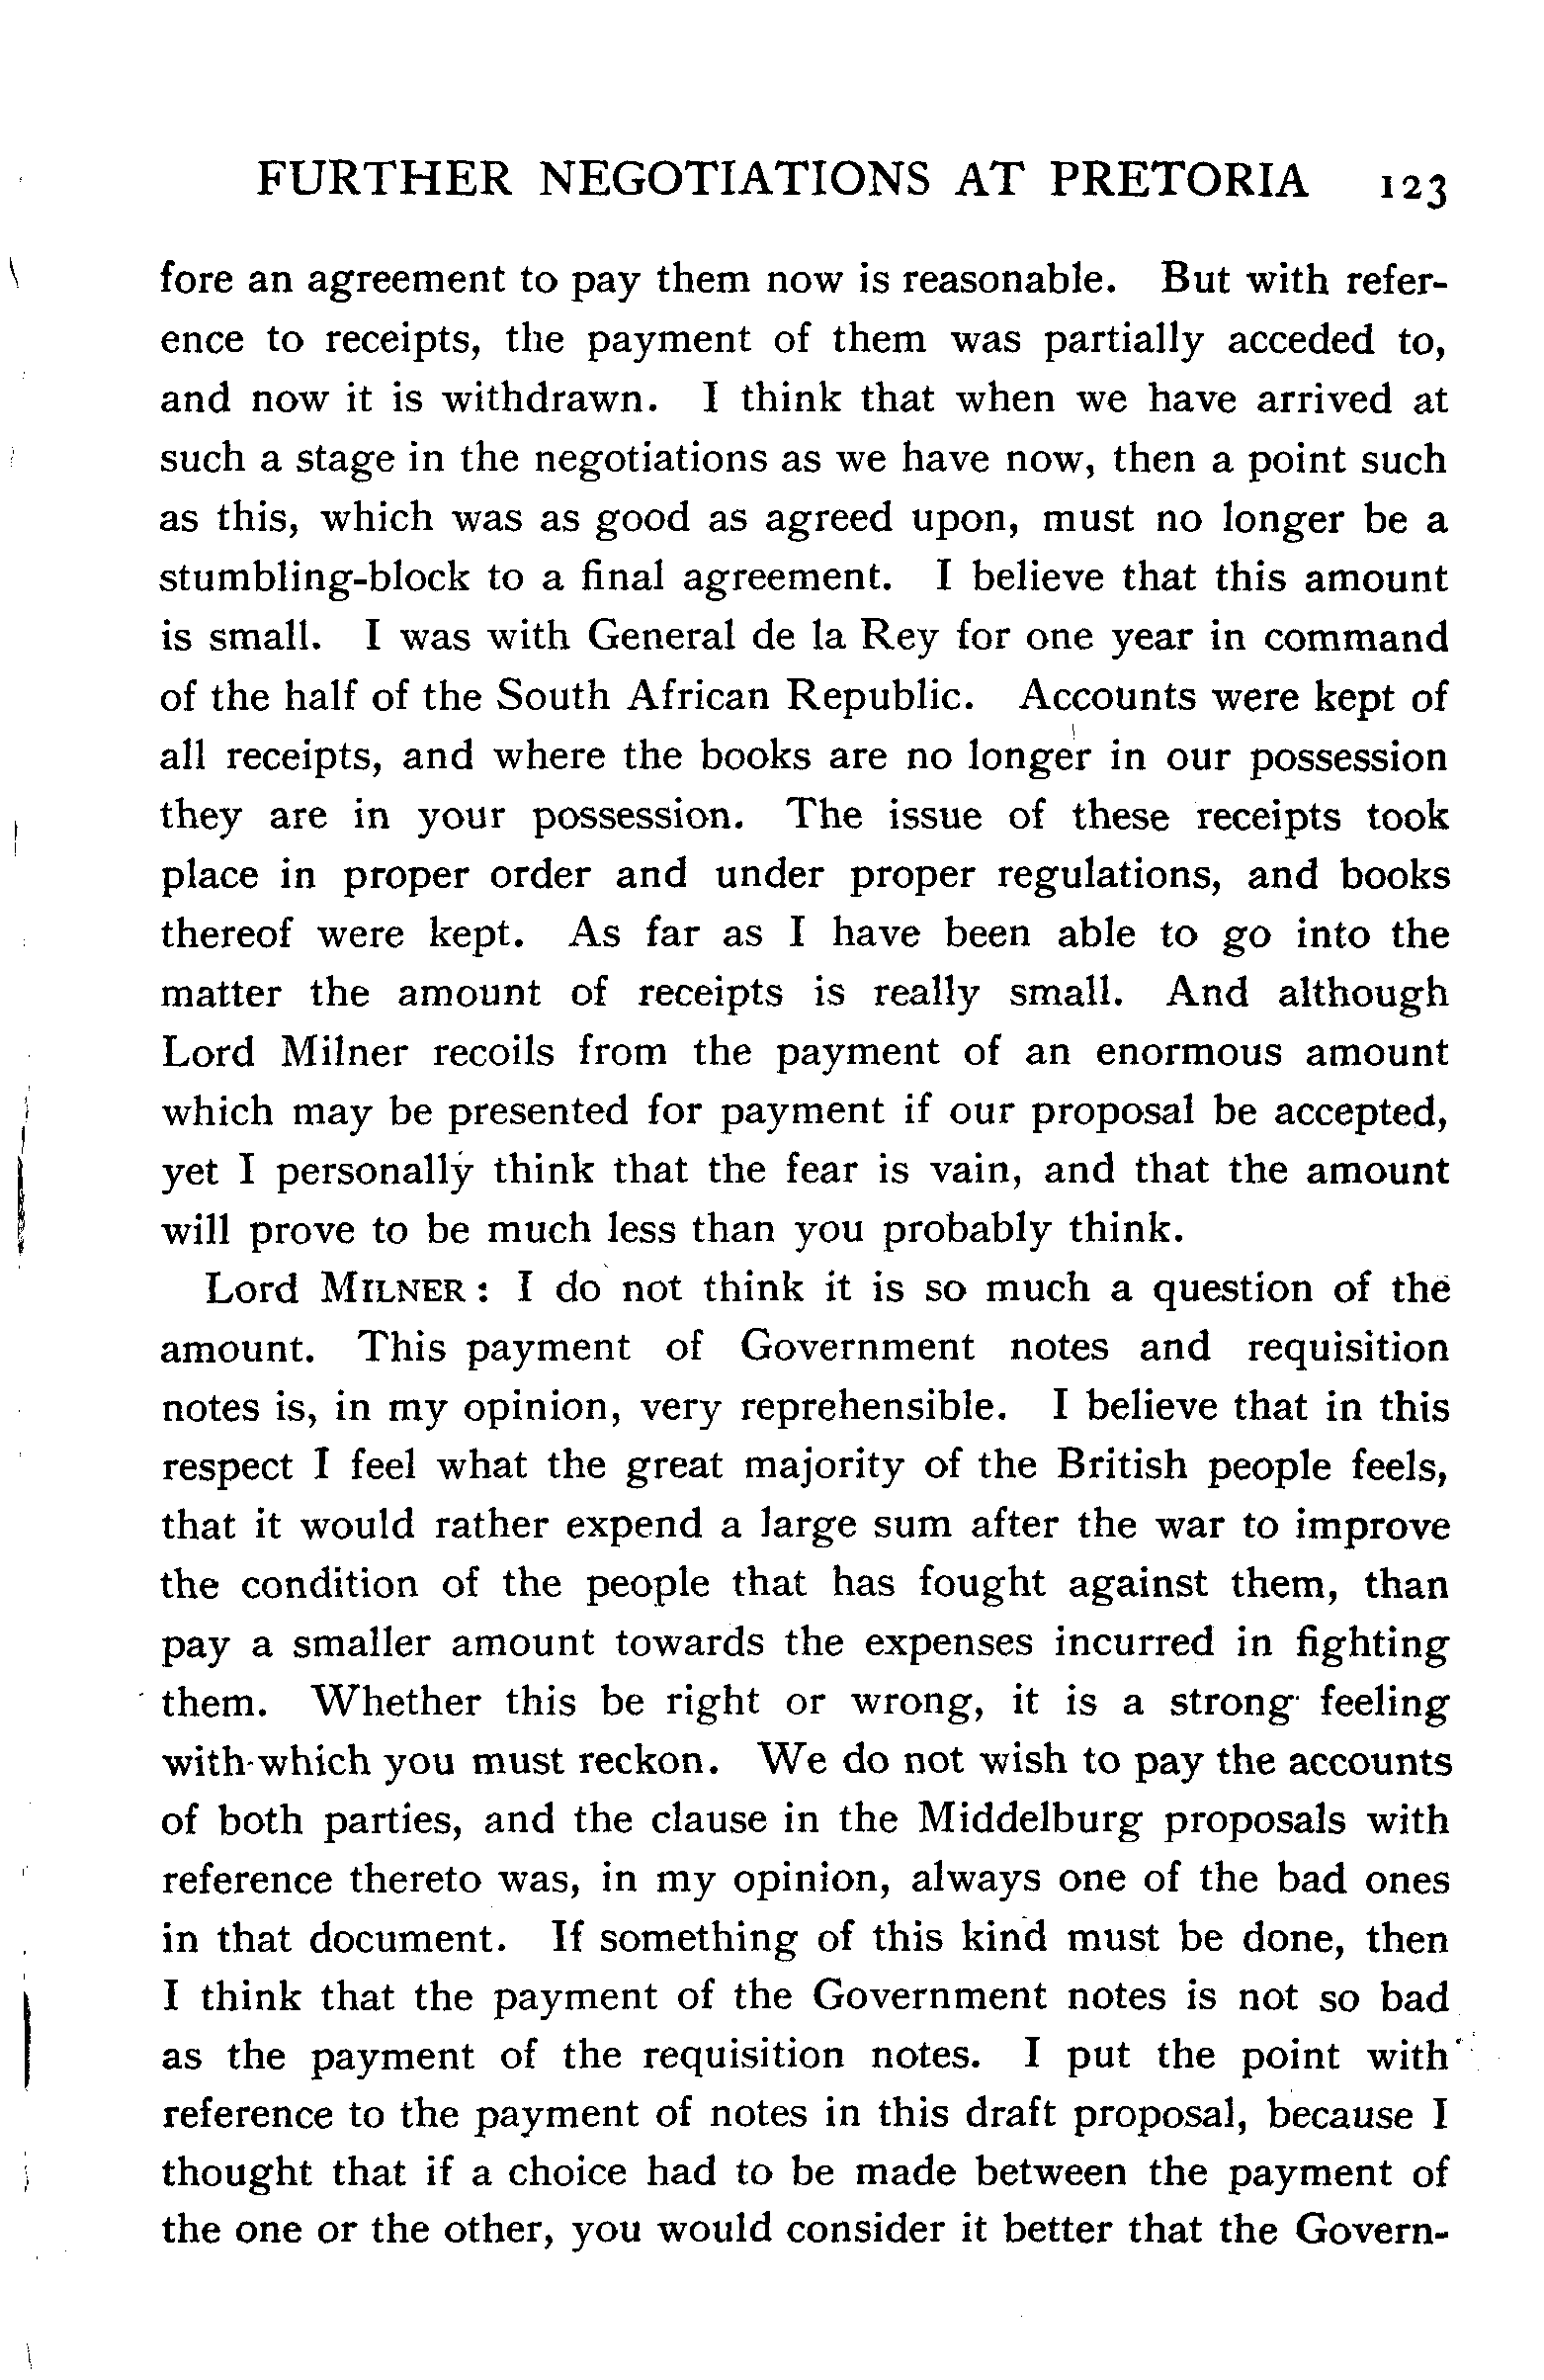 FURTHER NEGOTIATIONS AT PRETORIA 123
fore an agreement to pay them now is reasonable. But with refer-
ence to receipts, the payment of them was partially acceded to,
and now it is withdrawn. I think that when we have arrived at
such a stage in the negotiations as we have now, then a point such
as this, which was as good as agreed upon, must no longer be a
stumbling-block to a final agreement. I believe that this amount
is small. I was with General de la Rey for one year in command
of the half of the South African Republic. Accounts were kept of
all receipts, and where the books are no longer in our possession
they are in your possession. The issue of these receipts took
place in proper order and under proper regulations, and books
thereof were kept. As far as I have been able to go into the
matter the amount of receipts is really small. And although
Lord Milner recoils from the payment of an enormous amount
which may be presented for payment if our proposal be accepted,
yet I personally think that the fear is vain, and that the amount
will prove to be much less than you probably think.
Lord MILNER: I do not think it is so much a question of the
amount. This payment of Government notes and requisition
notes is, in my opinion, very reprehensible. I believe that in this
respect I feel what the great majority of the British people feels,
that it would rather expend a large sum after the war to improve
the condition of the people that has fought against them, than
pay a smaller amount towards the expenses incurred in fighting
them. Whether this be right or wrong, it is a strong feeling
with which you must reckon. We do not wish to pay the accounts
of both parties, and the clause in the Middelburg proposals with
reference thereto was, in my opinion, always one of the bad ones
in that document. If something of this kind must be done, then
I think that the payment of the Government notes is not so bad
as the payment of the requisition notes. I put the point with
reference to the payment of notes in this draft proposal, because I
thought that if a choice had to be made between the payment of
the one or the other, you would consider it better that the Govern-